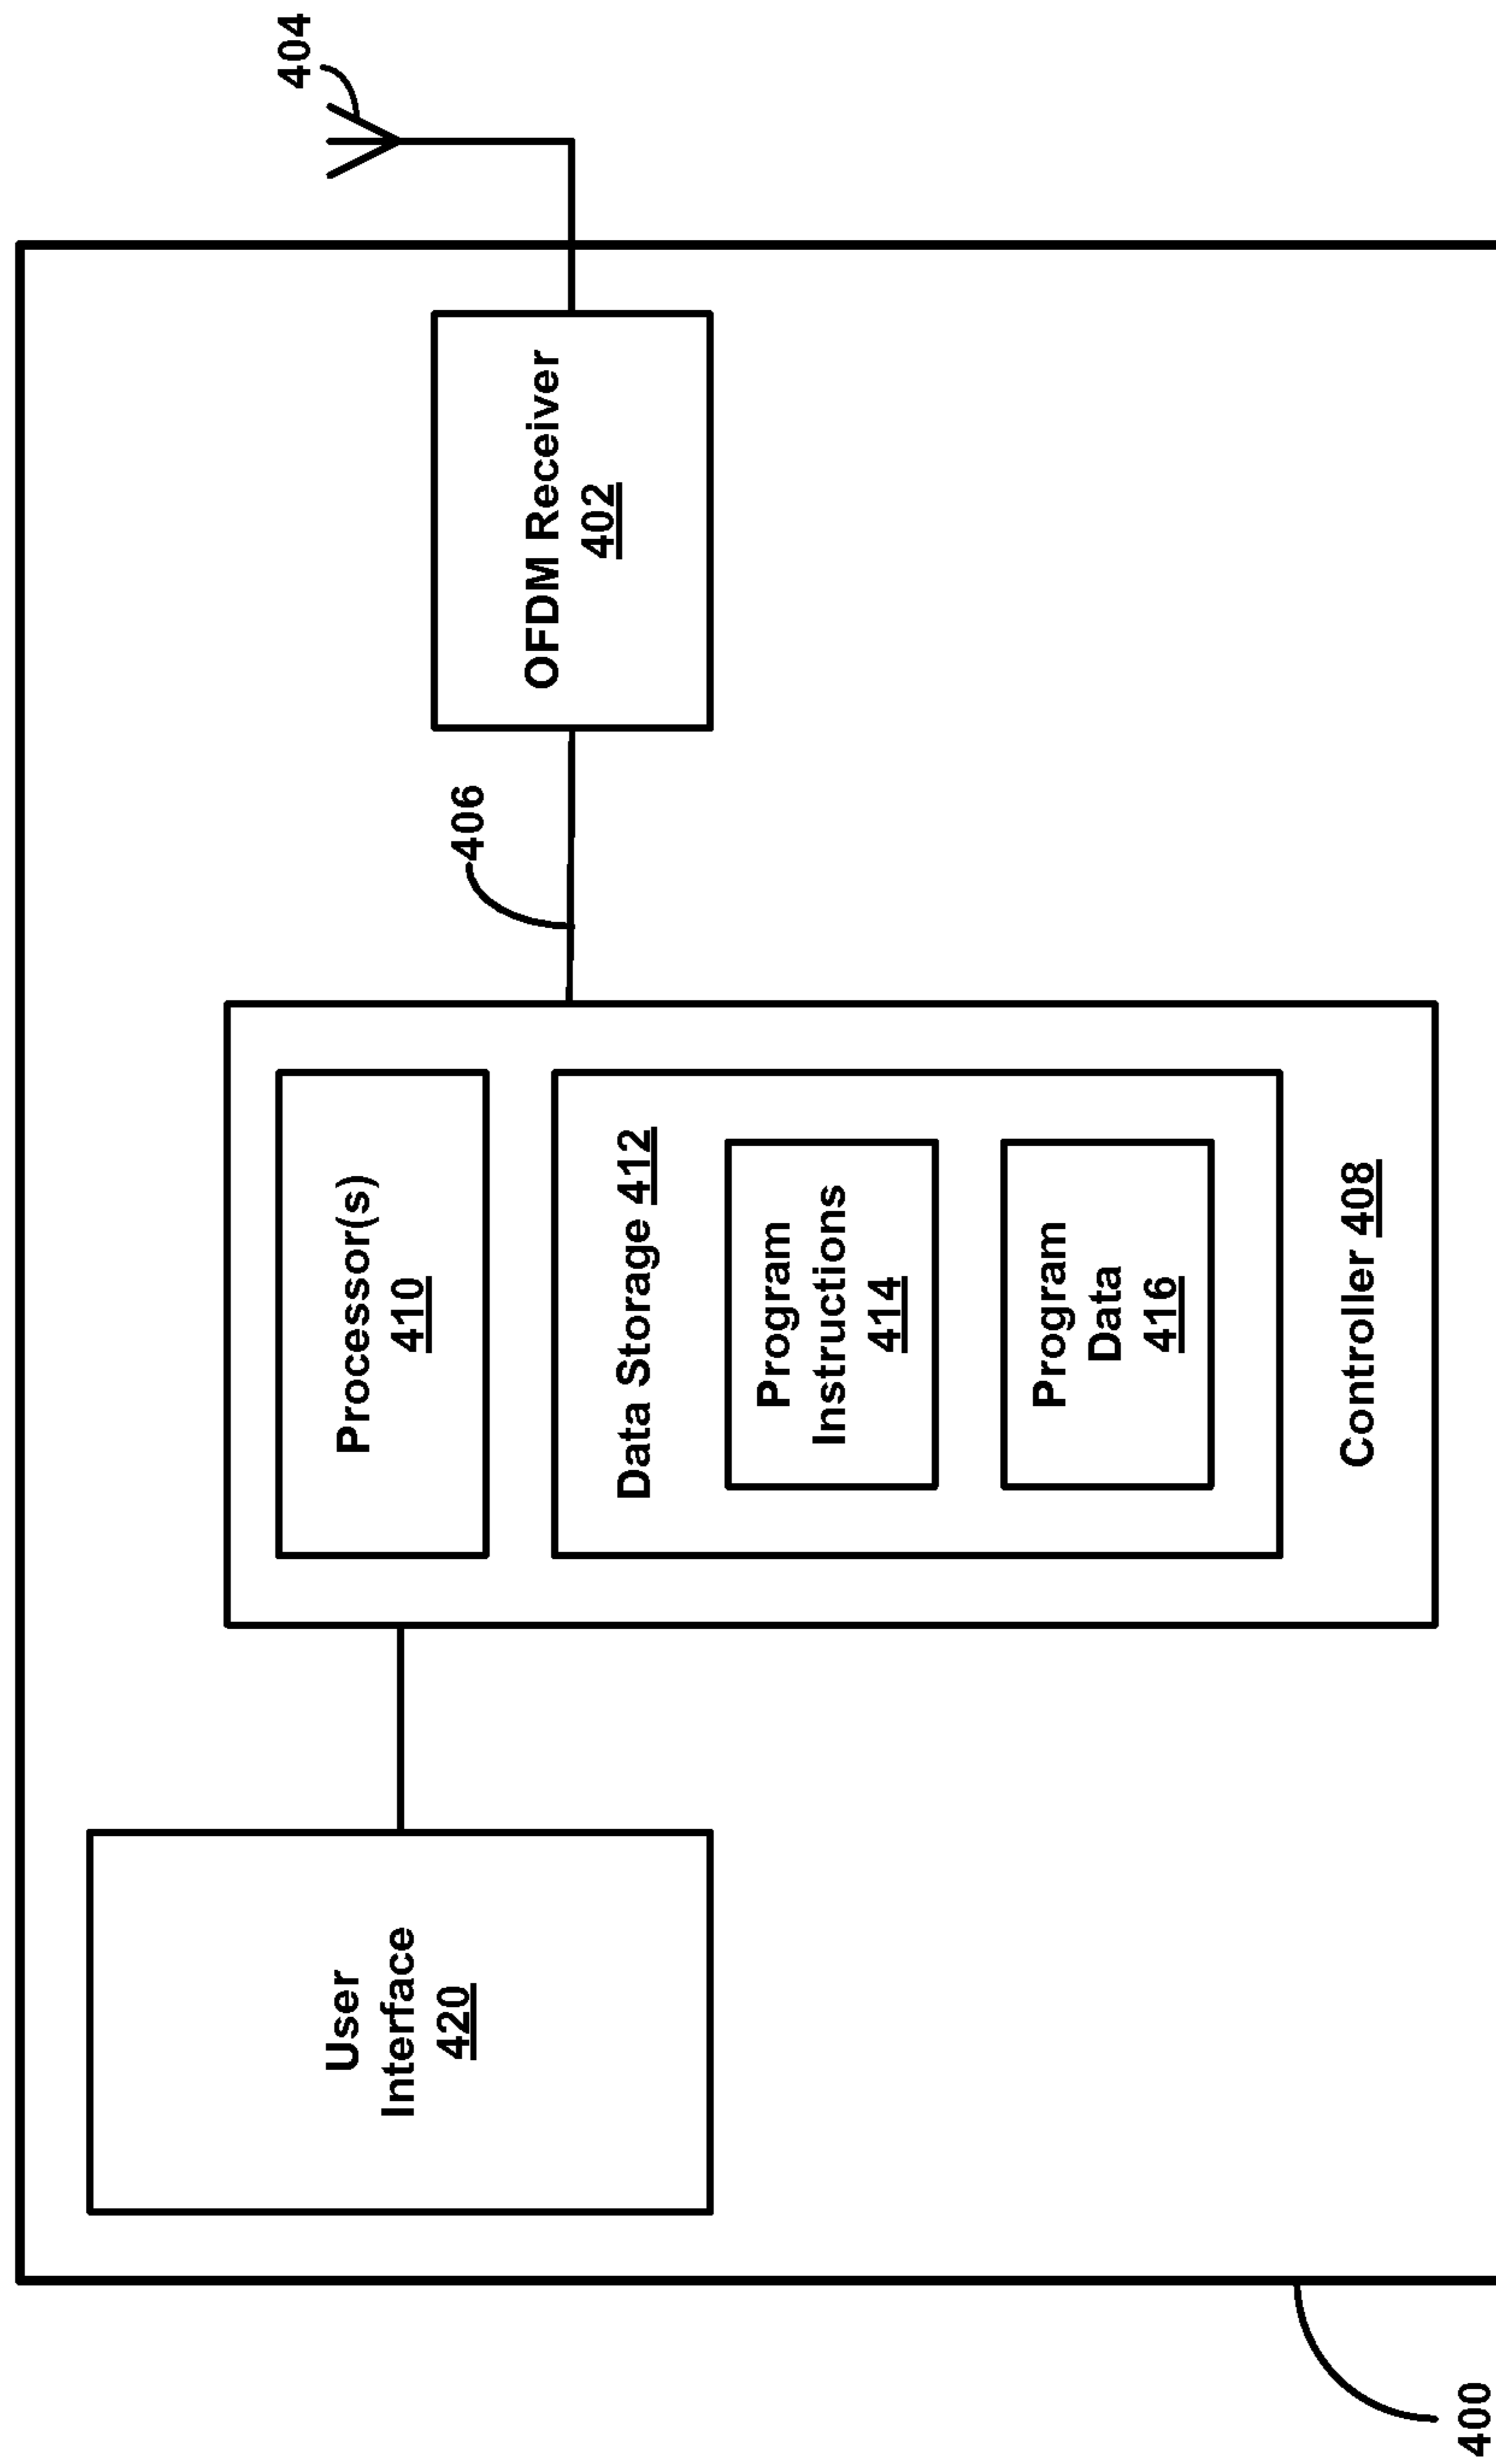 User
Interface
420
Processor(s)
410
Data Storage 412
Program
Instructions
414
Program
Data
416
Controller 408
406
OFDM Receiver
402
404
400